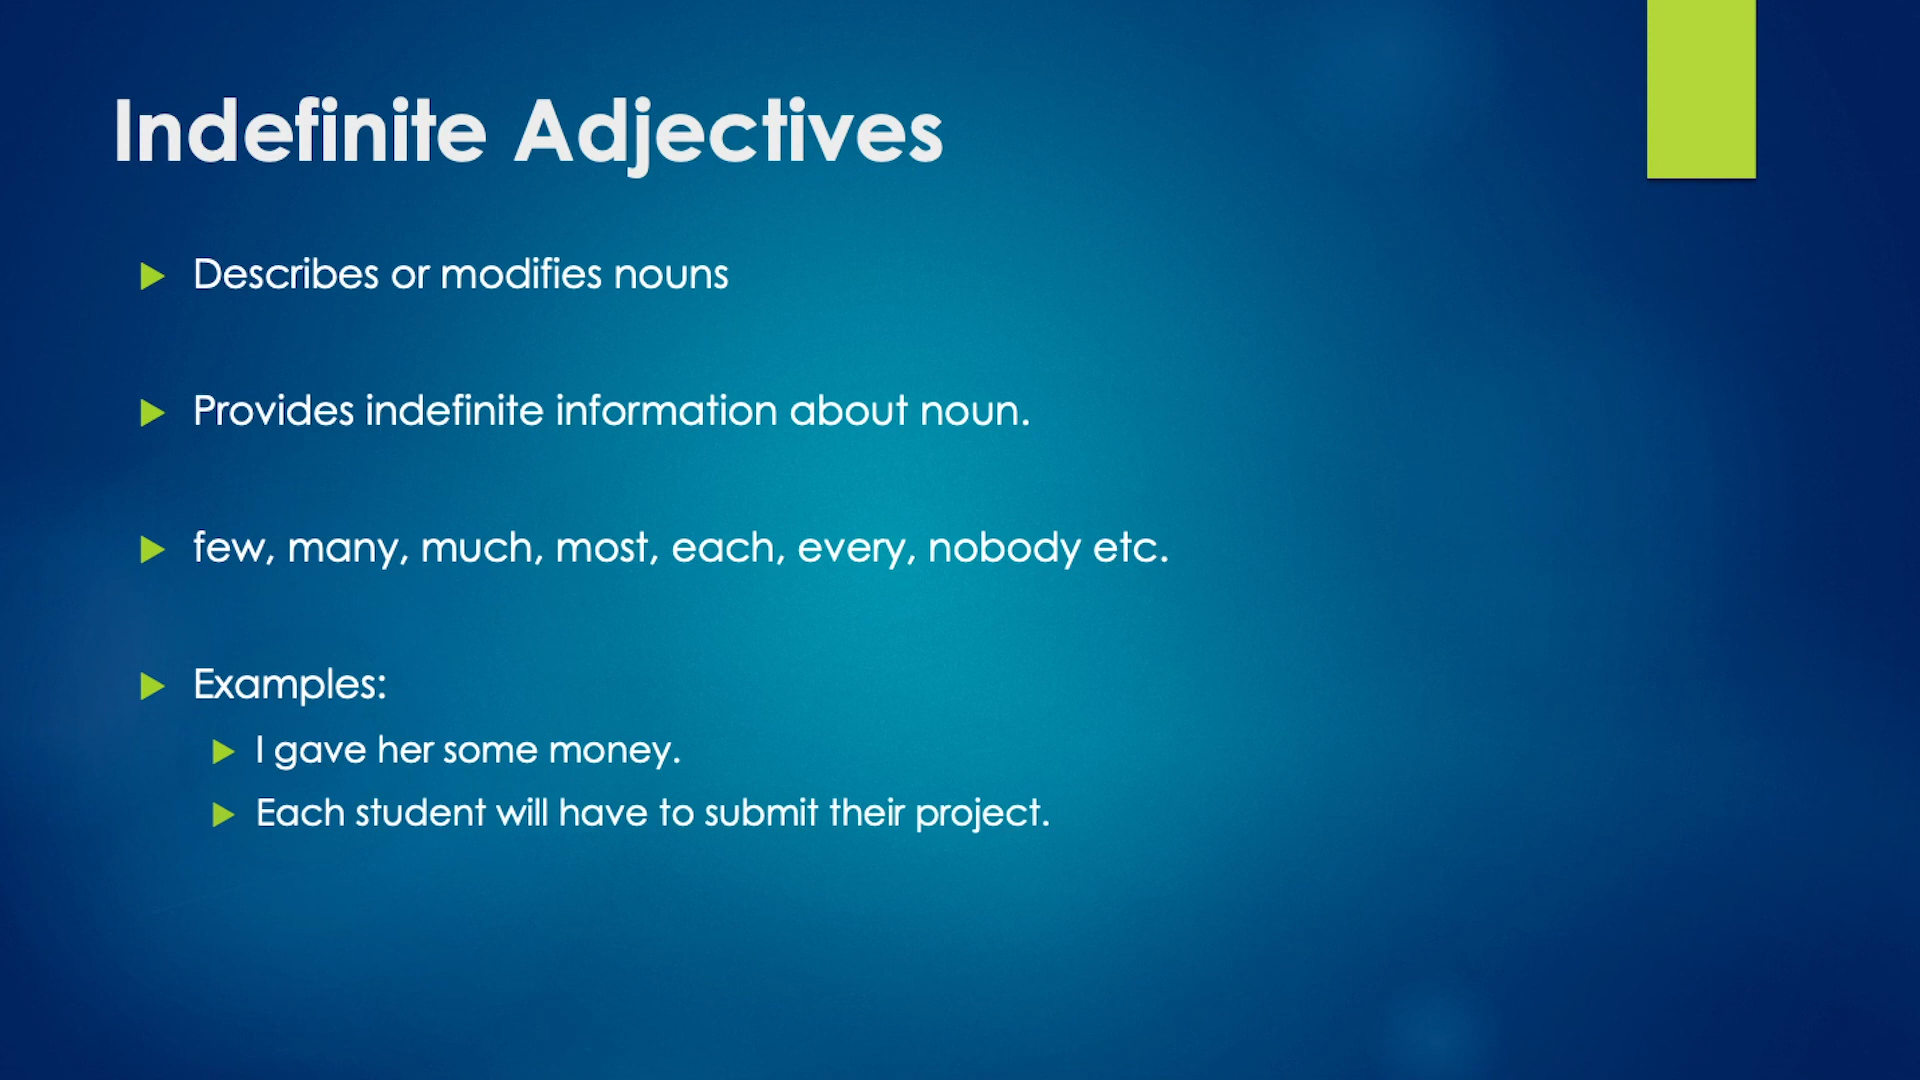 Indefinite Adjectives
Describes or modifies nouns
Provides indefinite information about noun.
few, many, much, most, each, every, nobody etc.
Examples:
I gave her some money.
Each student will have to submit their project.